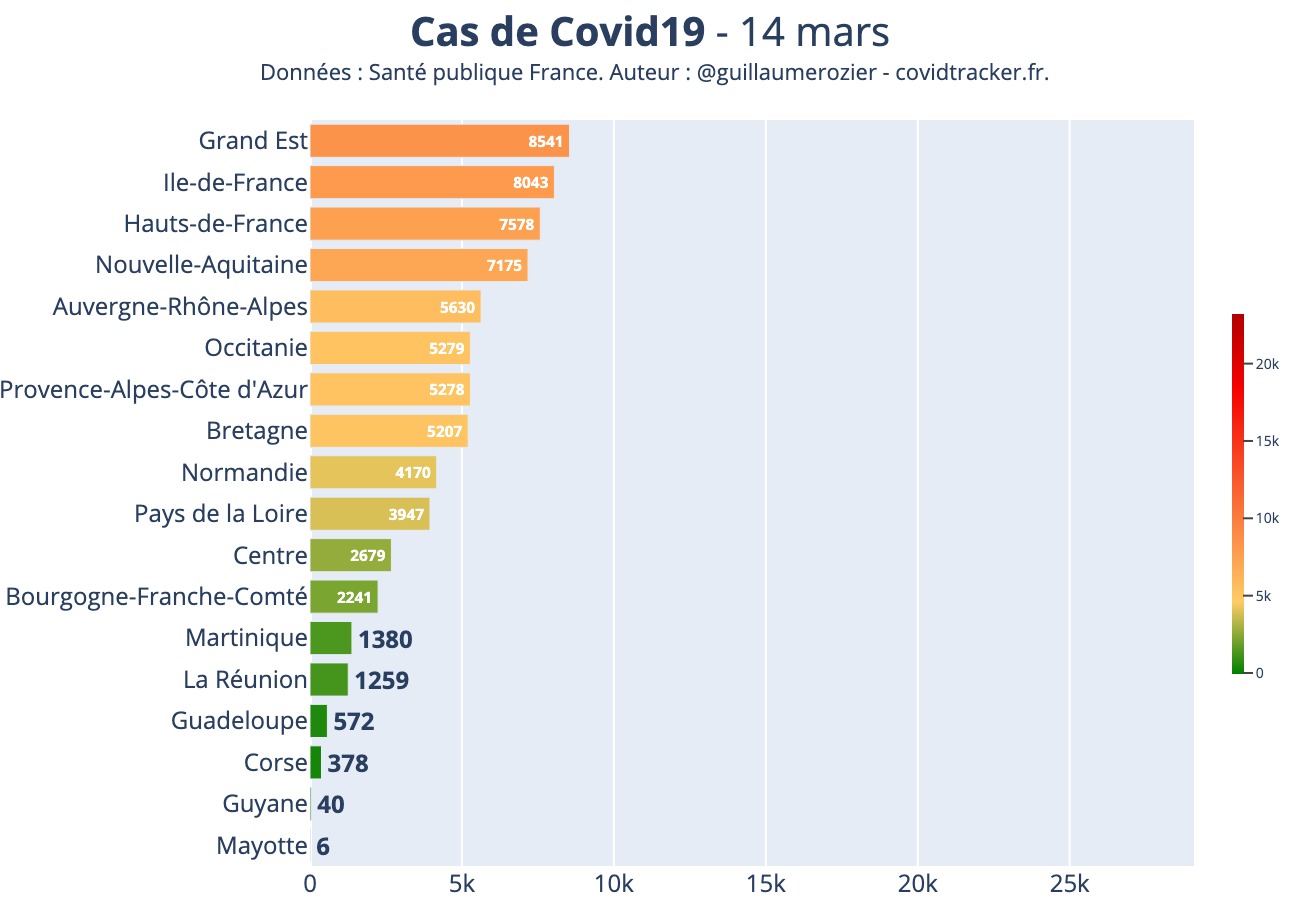 Cas de Covid19 - 14 mars
Données : Santé publique France. Auteur : @guillaumerozier - covidtracker.fr.
Grand Est 8541
Ile-de-France 8043
Hauts-de-France 7578
Nouvelle-Aquitaine 7175
Auvergne-Rhône-Alpes 5630
Occitanie 5279
Provence-Alpes-Côte d'Azur 5278
Bretagne 5207
Normandie 4170
Pays de la Loire 3947
Centre 2679
Bourgogne-Franche-Comté 2241
Martinique 1380
La Réunion 1259
Guadeloupe 572
Corse 378
Guyane 40
Mayotte 6
0 5k 10k 15k 20k 25k
20k
15k
10k
5k
0